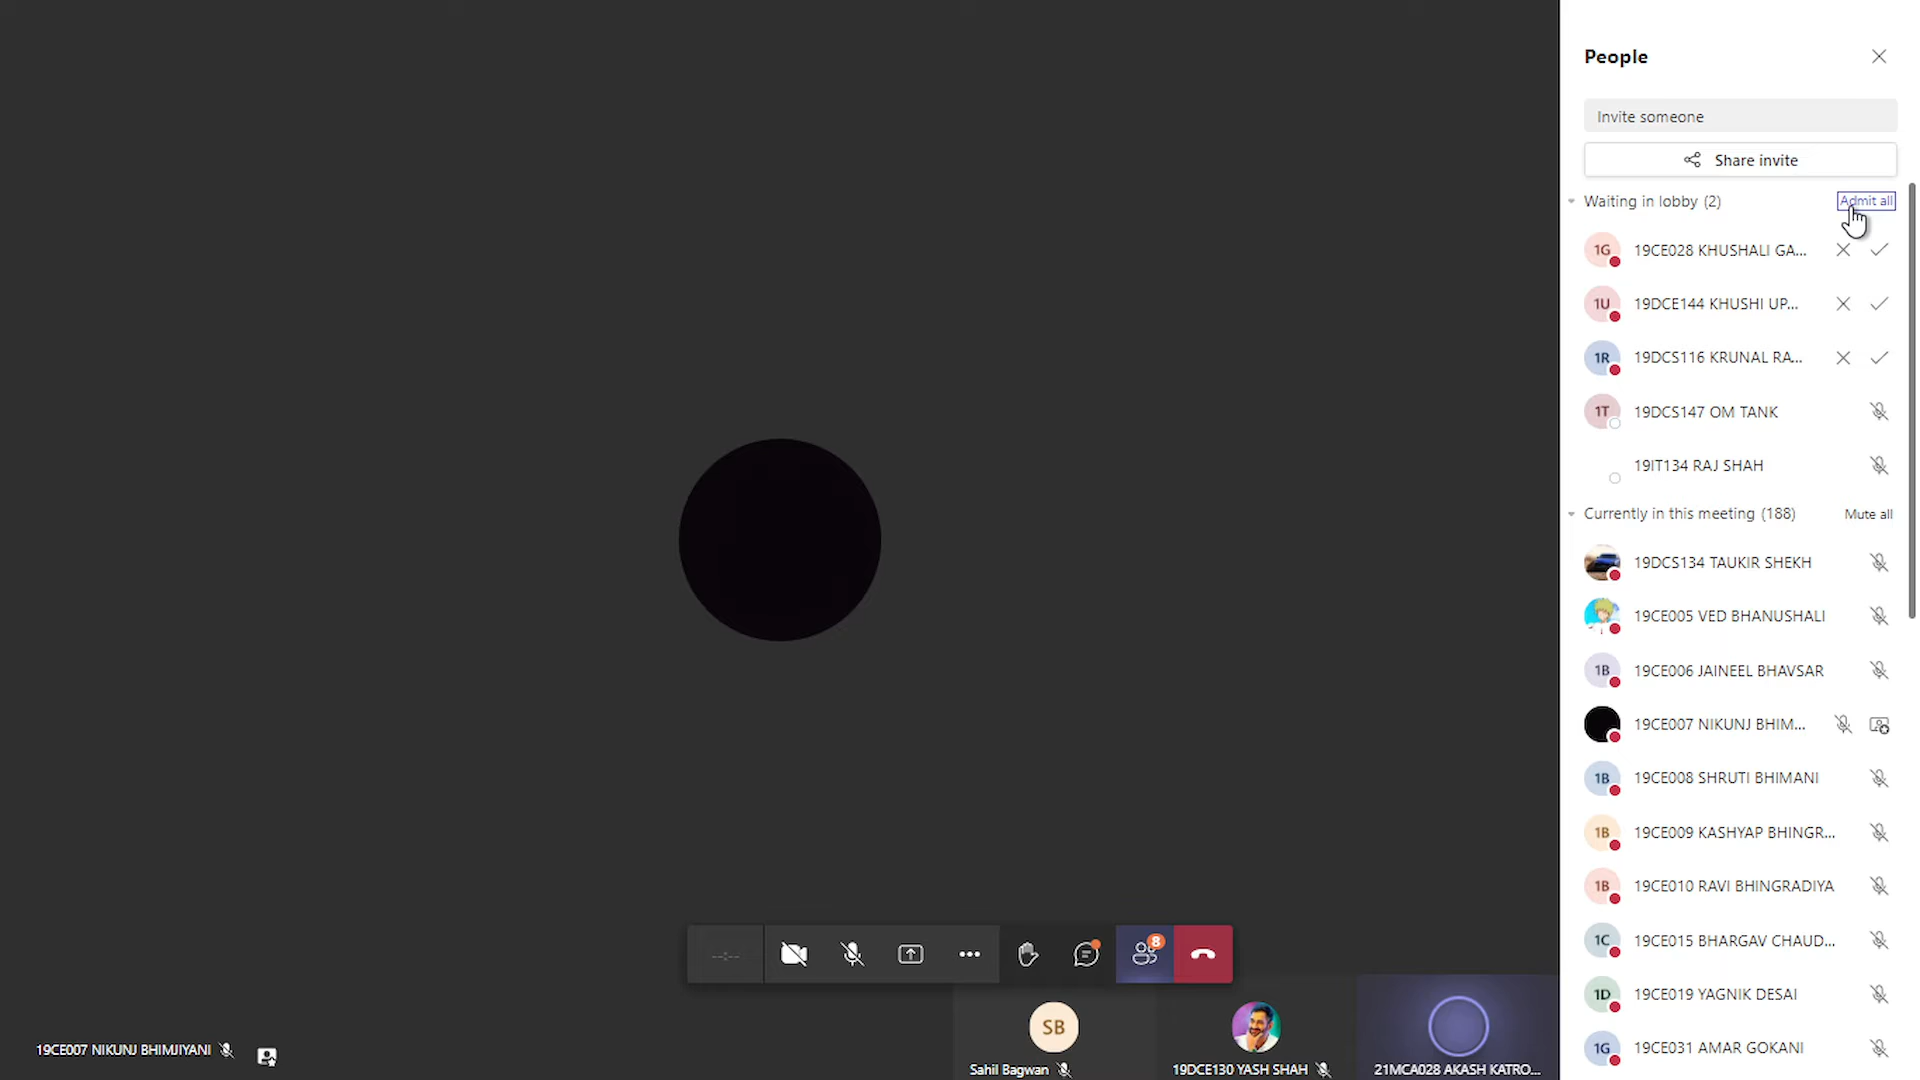 People
Invite someone
Share invite
Waiting in lobby (2)
Admit all
1G 19CE028 KHUSHALI GA...
1U 19DCE144 KHUSHI UP...
1R 19DCS116 KRUNAL RA...
1T 19DCS147 OM TANK
19IT134 RAJ SHAH
Currently in this meeting (188)
Mute all
19DCS134 TAUKIR SHEKH
19CE005 VED BHANUSHALI
1B 19CE006 JAINEEL BHAVSAR
19CE007 NIKUNJ BHIM...
1B 19CE008 SHRUTI BHIMANI
1B 19CE009 KASHYAP BHINGR...
1B 19CE010 RAVI BHINGRADIYA
1C 19CE015 BHARGAV CHAUD...
1D 19CE019 YAGNIK DESAI
1G 19CE031 AMAR GOKANI
8
SB
19CE007 NIKUNJ BHIMJIYANI
Sahil Bagwan
19DCE130 YASH SHAH
21MCA028 AKASH KATRO...